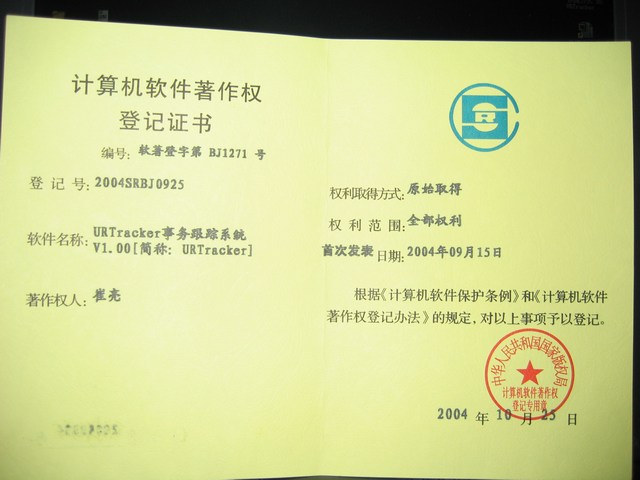 计算机软件著作权
登记证书
编号：软著登字第 BJ1271 号
登 记 号：2004SRBJ0925
软件名称：URTracker事务跟踪系统
V1.00[简称：URTracker]
著作权人：崔亮
权利取得方式：原始取得
权 利 范 围：全部权利
首次发表日期：2004年09月15日
根据《计算机软件保护条例》和《计算机软件
著作权登记办法》的规定，对以上事项予以登记。
中华人民共和国国家版权局
计算机软件著作权
登记专用章
2004 年 10 月 25 日